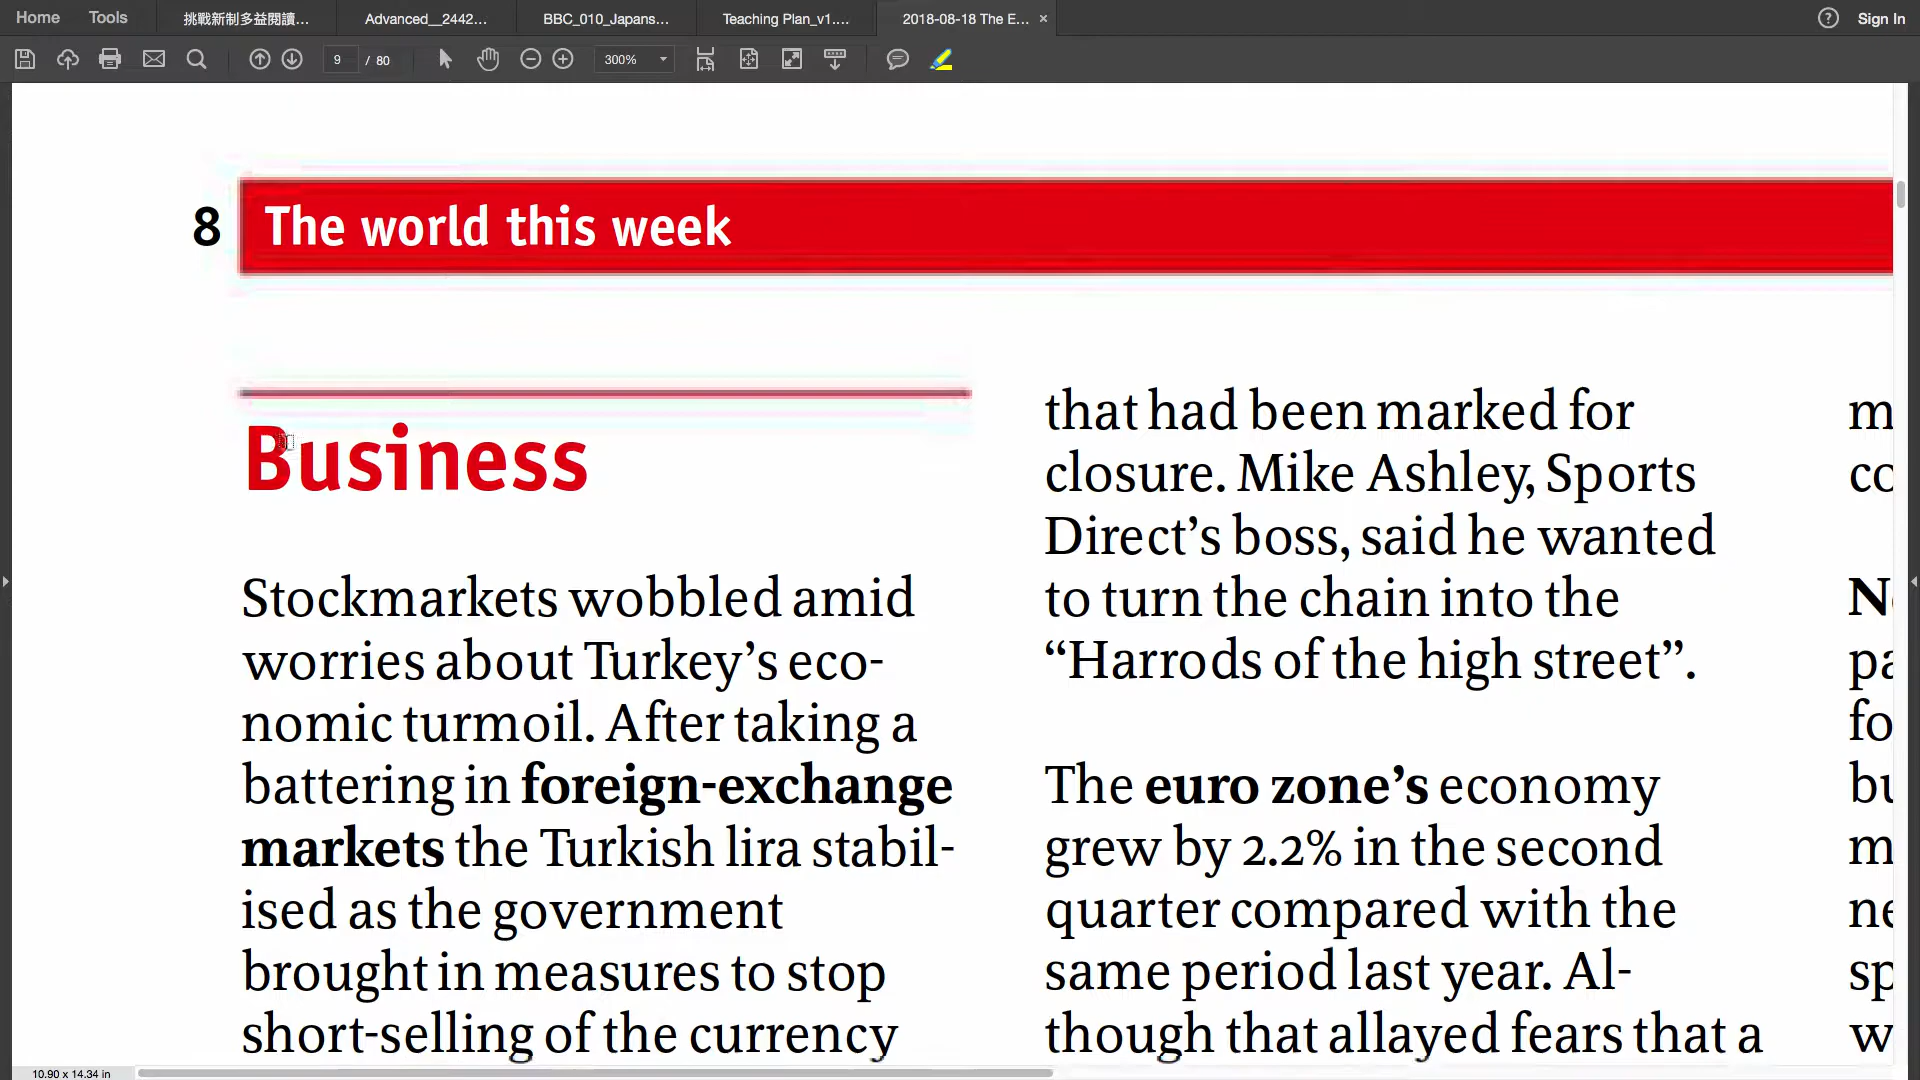 Home Tools 挑戰新制多益閱讀... Advanced__2442... BBC_010_Japans... Teaching Plan_v1.... 2018-08-18 The E... × ? Sign In
9 / 80 300%
8 The world this week
Business
Stockmarkets wobbled amid
worries about Turkey’s eco-
nomic turmoil. After taking a
battering in foreign-exchange
markets the Turkish lira stabil-
ised as the government
brought in measures to stop
short-selling of the currency
that had been marked for
closure. Mike Ashley, Sports
Direct’s boss, said he wanted
to turn the chain into the
“Harrods of the high street”.
The euro zone’s economy
grew by 2.2% in the second
quarter compared with the
same period last year. Al-
though that allayed fears that a
10.90 x 14.34 in